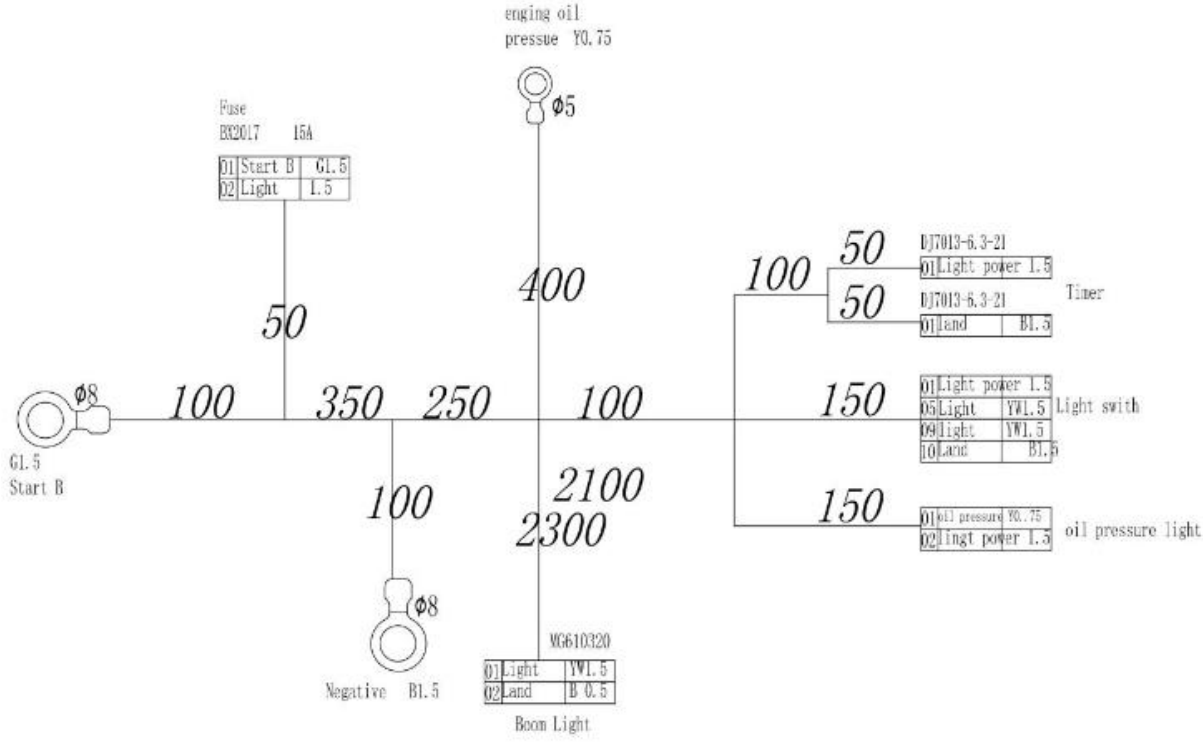 enging oil
pressue Y0.75
ϕ5
Fuse
BX2017 15A
01 Start B G1.5
02 Light 1.5
400
50
50
DJ7013-6.3-21
01 Light power 1.5
100
Timer
50
DJ7013-6.3-21
01 land B1.5
ϕ8
100
350
250
100
150
01 Light power 1.5
05 Light YW1.5
09 light YW1.5
10 Land B1.5
Light swith
G1.5
Start B
100
2100
2300
150
01 oil pressure Y0..75
02 lingt power 1.5
oil pressure light
ϕ8
Negative B1.5
MG610320
01 Light YW1.5
02 Land B 0.5
Boom Light